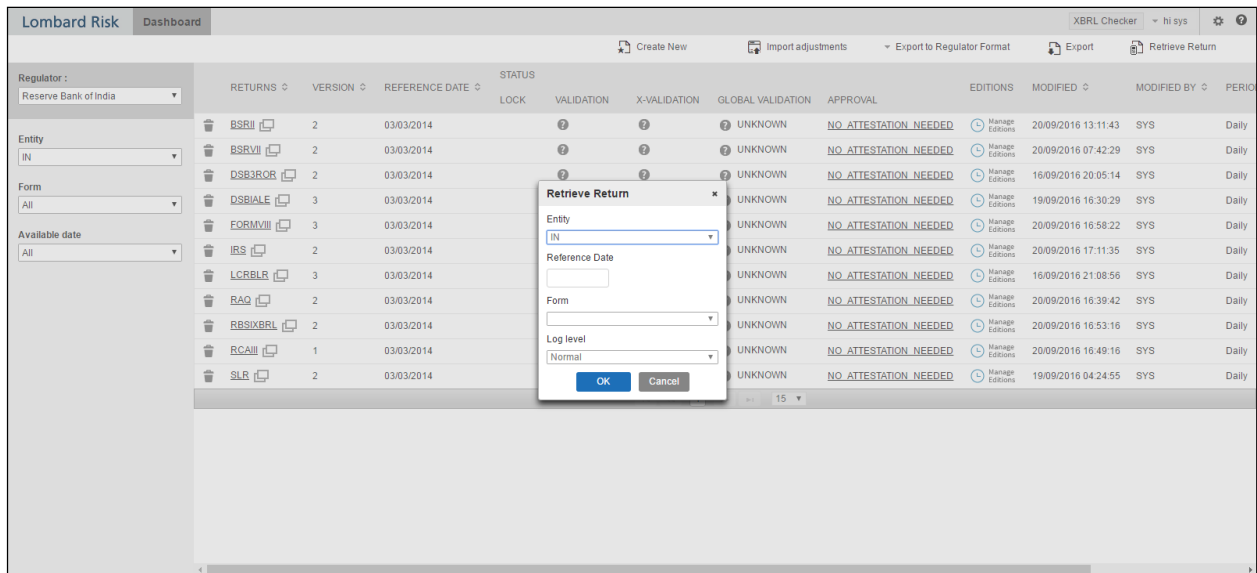 Lombard Risk Dashboard XBRL Checker hi sys
Create New Import adjustments Export to Regulator Format Export Retrieve Return
Regulator :
Reserve Bank of India
Entity
IN
Form
All
Available date
All
STATUS
RETURNS VERSION REFERENCE DATE EDITIONS MODIFIED MODIFIED BY PERIO
LOCK VALIDATION X-VALIDATION GLOBAL VALIDATION APPROVAL
BSRII 2 03/03/2014 UNKNOWN NO_ATTESTATION_NEEDED Manage Editions 20/09/2016 13:11:43 SYS Daily
BSRVII 2 03/03/2014 UNKNOWN NO_ATTESTATION_NEEDED Manage Editions 20/09/2016 07:42:29 SYS Daily
DSB3ROR 2 03/03/2014 UNKNOWN NO_ATTESTATION_NEEDED Manage Editions 16/09/2016 20:05:14 SYS Daily
DSBIALE 3 03/03/2014 UNKNOWN NO_ATTESTATION_NEEDED Manage Editions 19/09/2016 16:30:29 SYS Daily
FORMVIII 3 03/03/2014 UNKNOWN NO_ATTESTATION_NEEDED Manage Editions 20/09/2016 16:58:22 SYS Daily
IRS 2 03/03/2014 UNKNOWN NO_ATTESTATION_NEEDED Manage Editions 20/09/2016 17:11:35 SYS Daily
LCRBLR 3 03/03/2014 UNKNOWN NO_ATTESTATION_NEEDED Manage Editions 16/09/2016 21:08:56 SYS Daily
RAQ 2 03/03/2014 UNKNOWN NO_ATTESTATION_NEEDED Manage Editions 20/09/2016 16:39:42 SYS Daily
RBSIXBRL 2 03/03/2014 UNKNOWN NO_ATTESTATION_NEEDED Manage Editions 20/09/2016 16:53:16 SYS Daily
RCAIII 1 03/03/2014 UNKNOWN NO_ATTESTATION_NEEDED Manage Editions 20/09/2016 16:49:16 SYS Daily
SLR 2 03/03/2014 UNKNOWN NO_ATTESTATION_NEEDED Manage Editions 19/09/2016 04:24:55 SYS Daily
15
Retrieve Return
Entity
IN
Reference Date
Form
Log level
Normal
OK Cancel